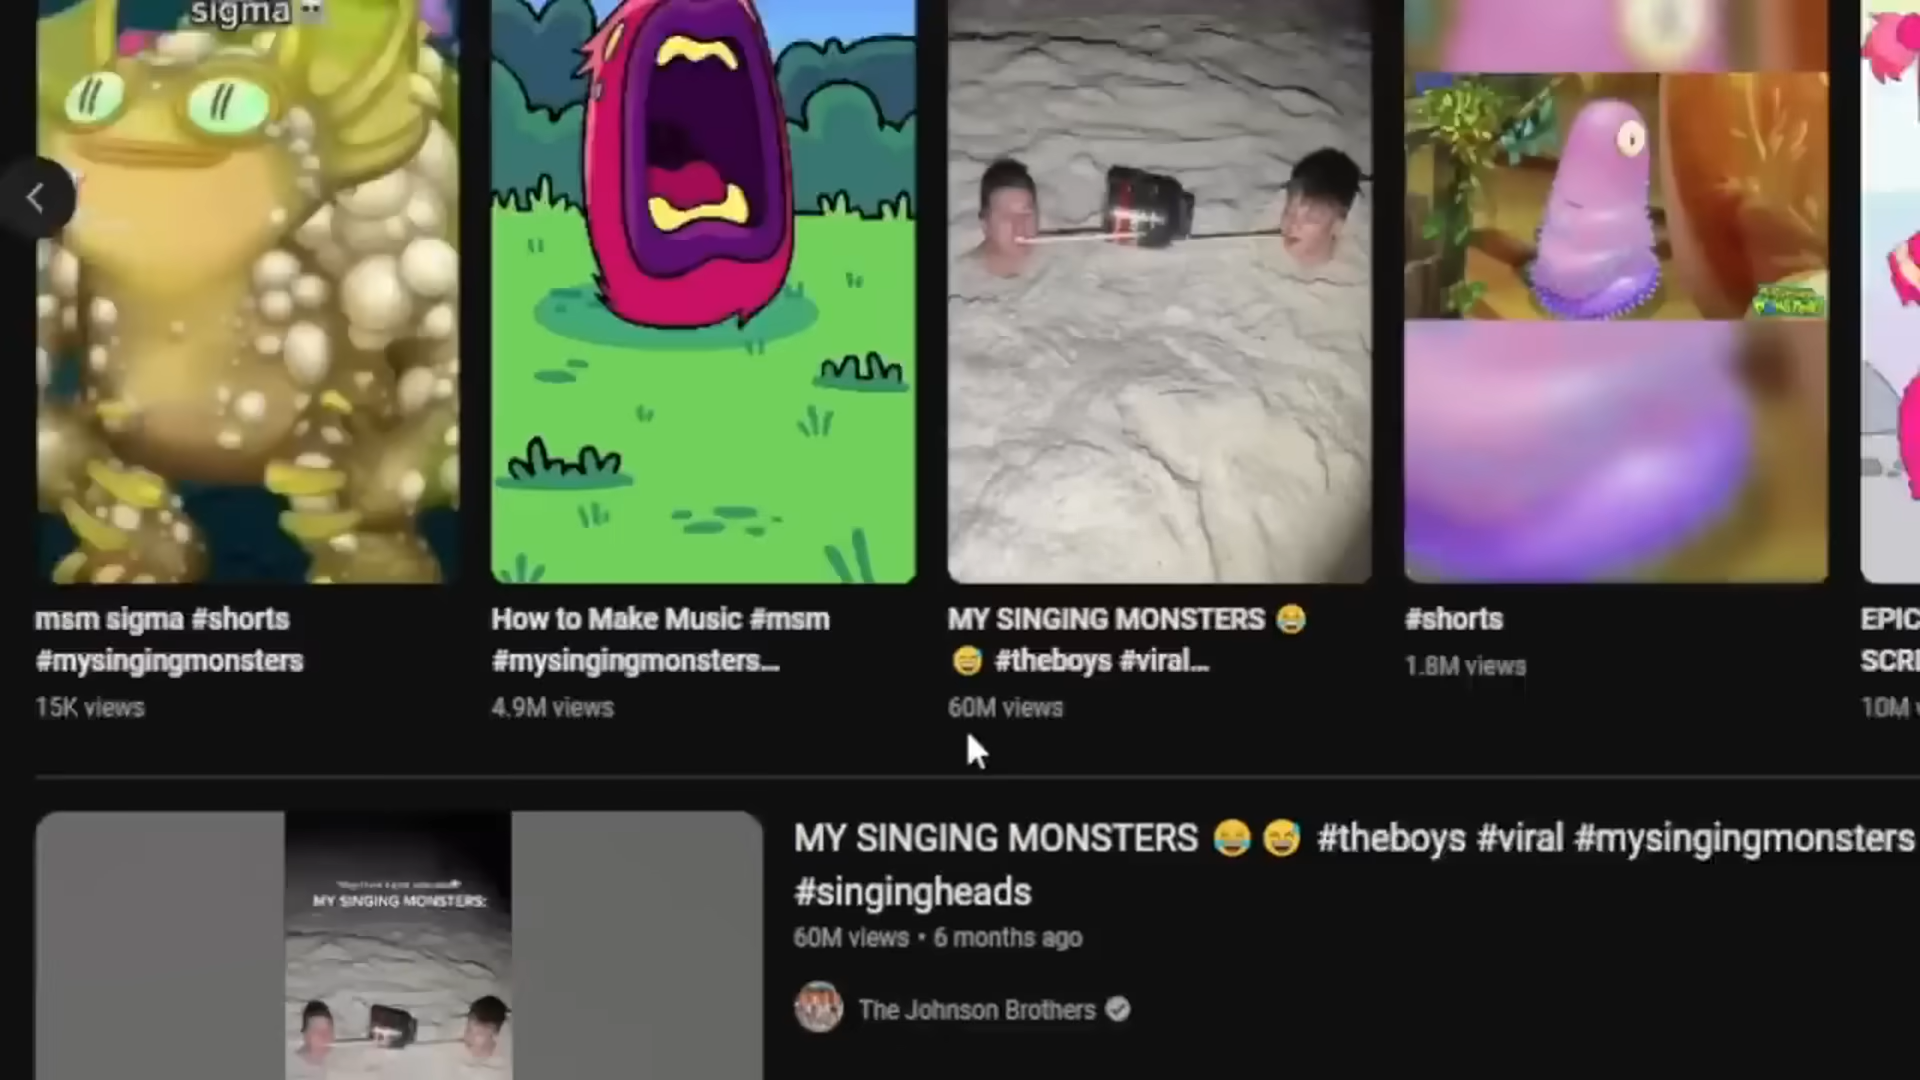 sigma 💀
msm sigma #shorts
#mysingingmonsters
15K views
How to Make Music #msm
#mysingingmonsters...
4.9M views
MY SINGING MONSTERS 😂
😅 #theboys #viral...
60M views
#shorts
1.8M views
EPIC
SCRE
10M v
MY SINGING MONSTERS 😂 😅 #theboys #viral #mysingingmonsters
#singingheads
60M views • 6 months ago
The Johnson Brothers
MY SINGING MONSTERS: